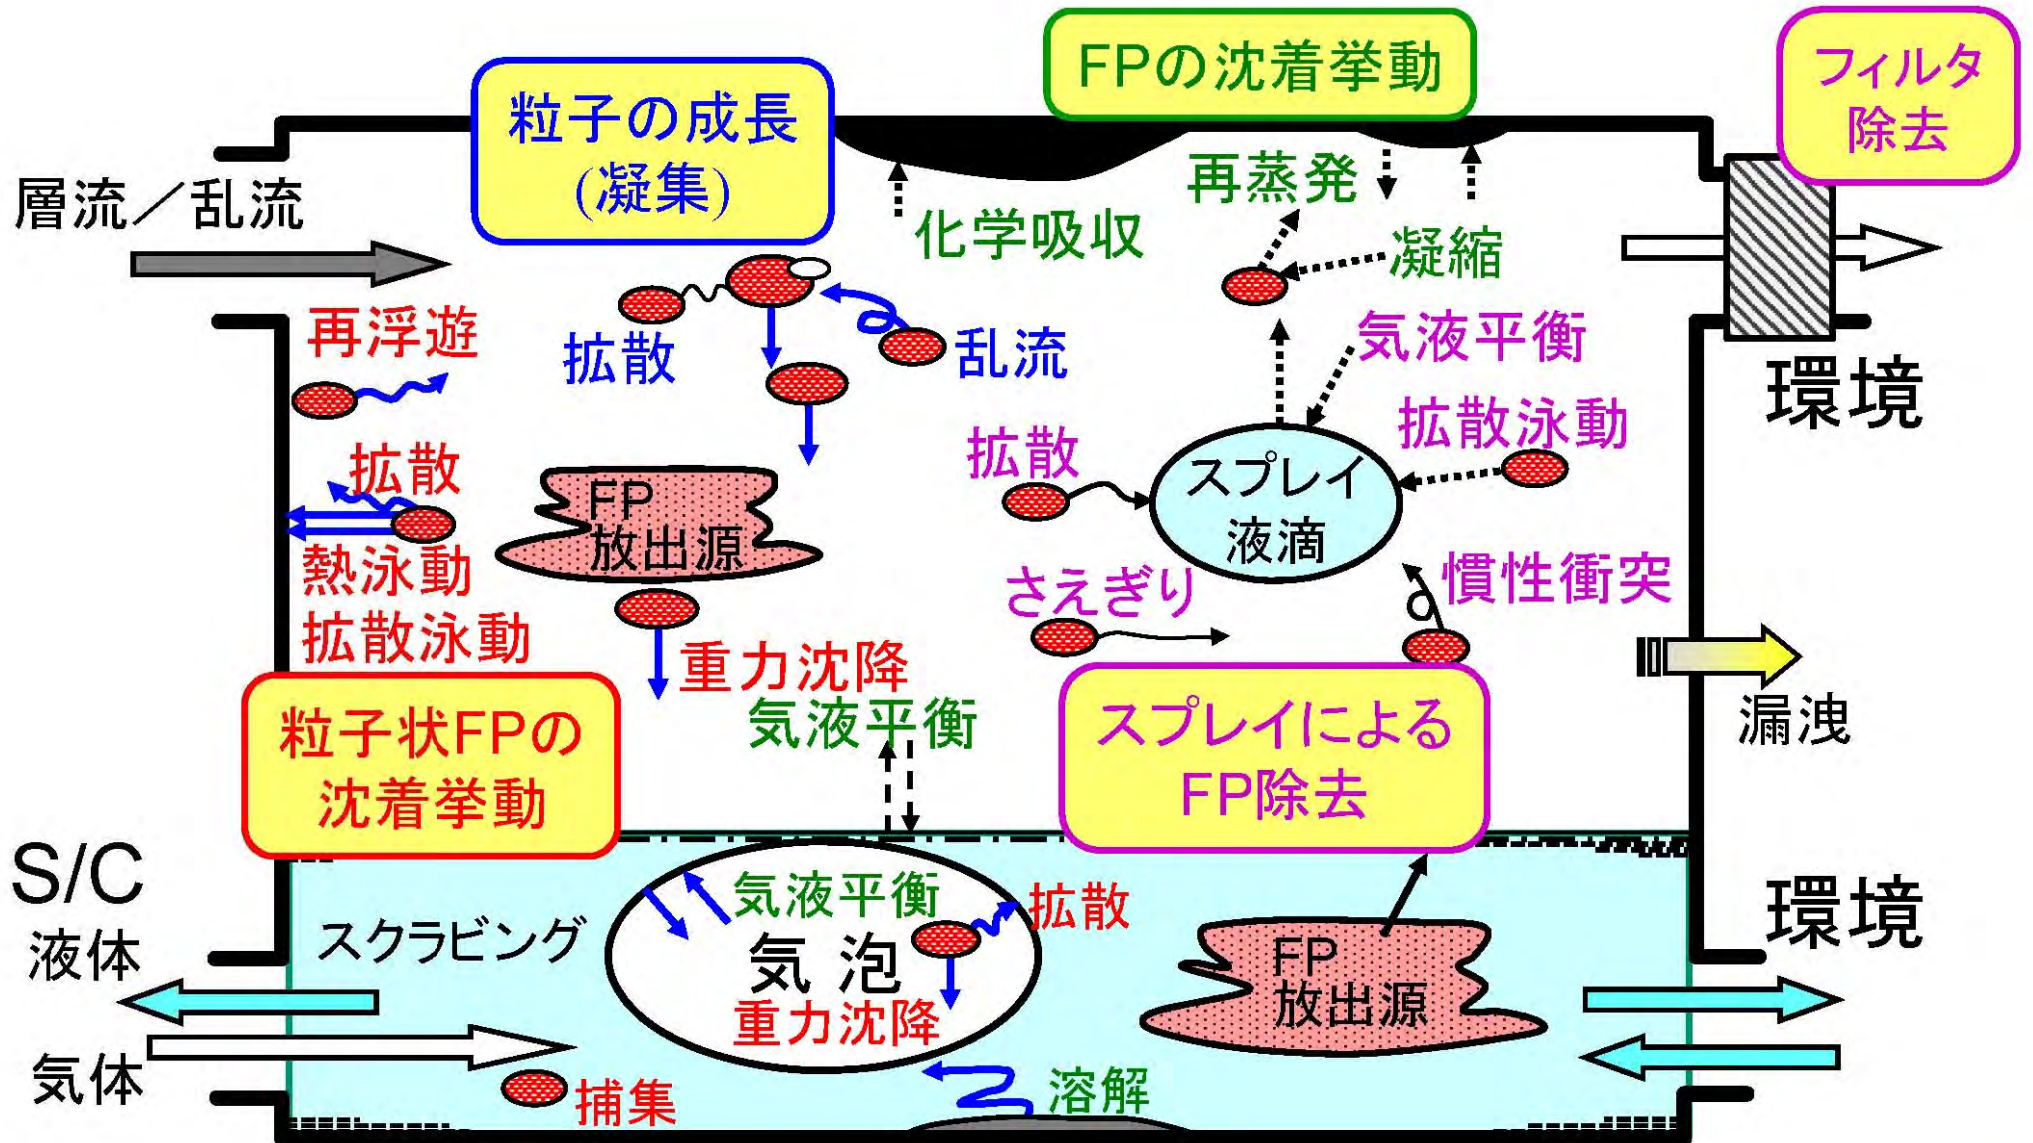 FPの沈着挙動
フィルタ
除去
粒子の成長
(凝集)
層流／乱流
再蒸発
化学吸収
凝縮
再浮遊
拡散
乱流
気液平衡
環境
拡散泳動
拡散
拡散
スプレイ
液滴
FP
放出源
熱泳動
拡散泳動
さえぎり
慣性衝突
重力沈降
気液平衡
漏洩
粒子状FPの
沈着挙動
スプレイによる
FP除去
S/C
液体
気体
スクラビング
気液平衡
気泡
重力沈降
拡散
FP
放出源
環境
捕集
溶解